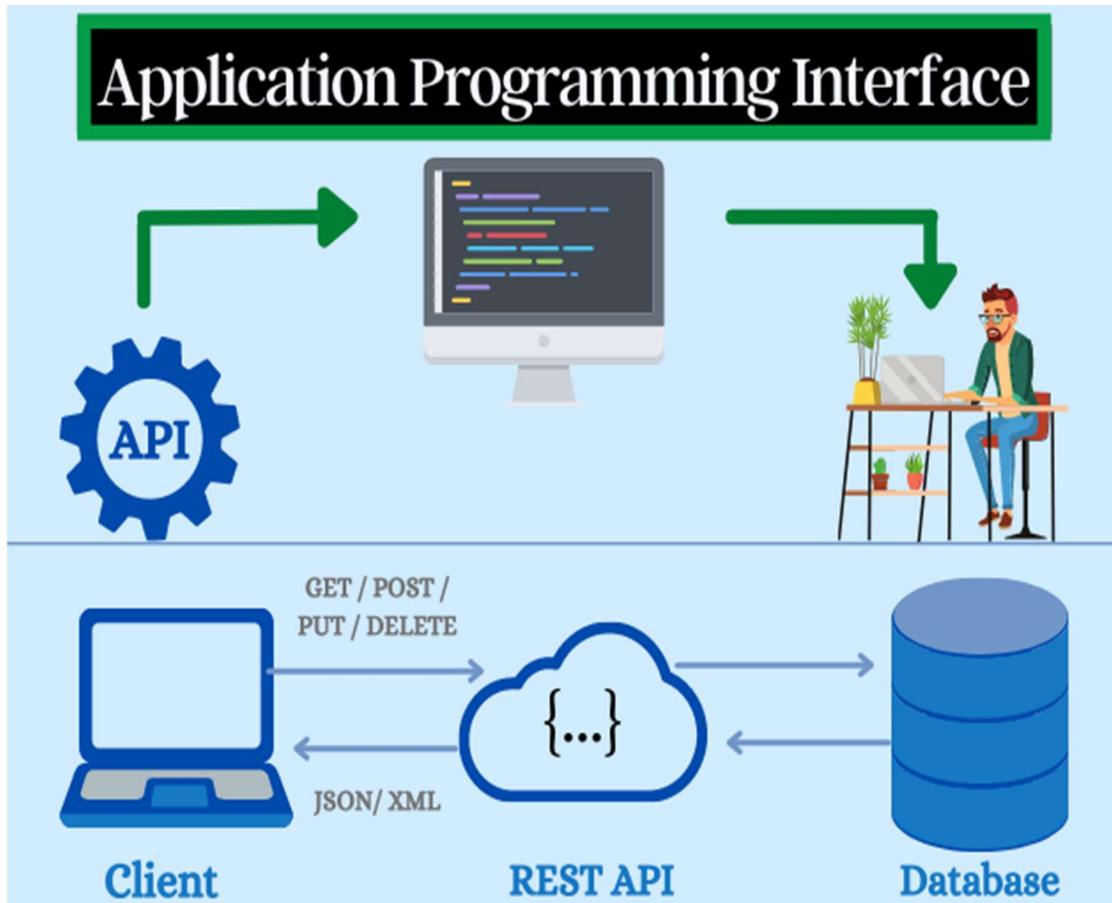 Application Programming Interface
API
GET / POST /
PUT / DELETE
{...}
JSON/ XML
Client
REST API
Database